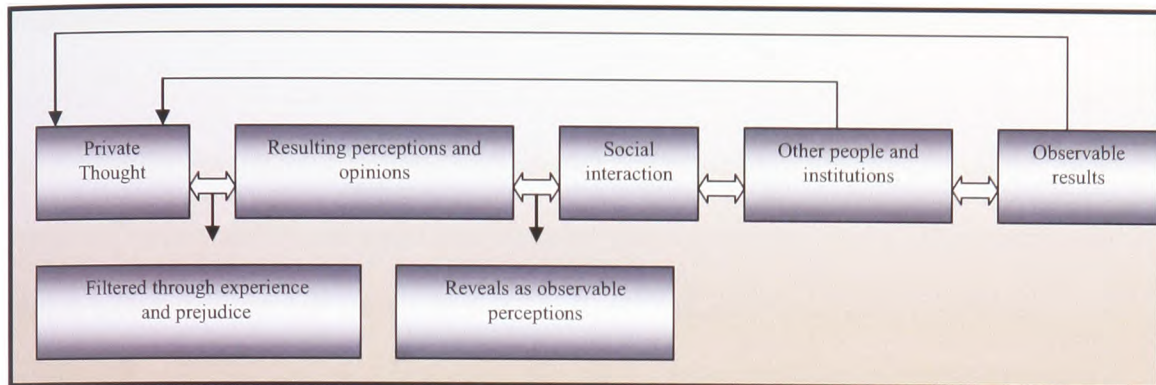 Private
Thought
Resulting perceptions and
opinions
Social
interaction
Other people and
institutions
Observable
results
Filtered through experience
and prejudice
Reveals as observable
perceptions